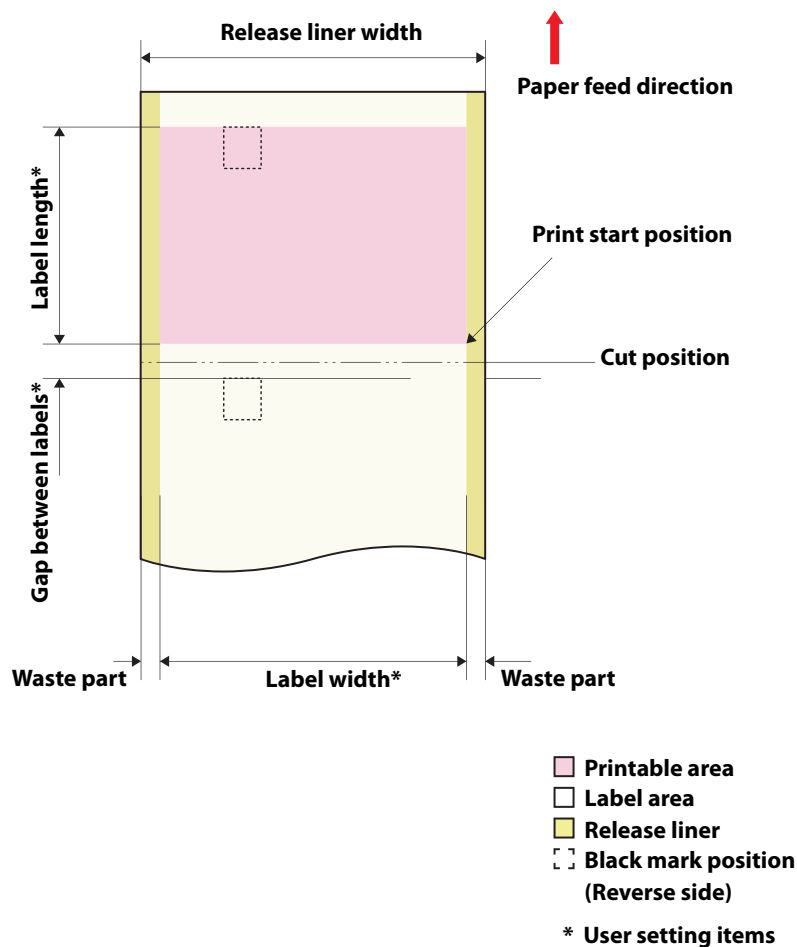 Release liner width
Paper feed direction
Label length*
Print start position
Cut position
Gap between labels*
Waste part
Label width*
Waste part
Printable area
Label area
Release liner
Black mark position
(Reverse side)
* User setting items